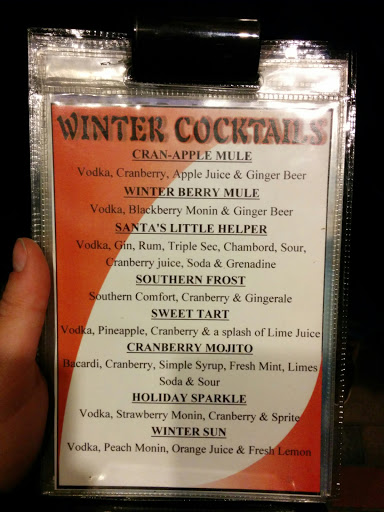 WINTER COCKTAILS
CRAN-APPLE MULE
Vodka, Cranberry, Apple Juice & Ginger Beer
WINTER BERRY MULE
Vodka, Blackberry Monin & Ginger Beer
SANTA'S LITTLE HELPER
Vodka, Gin, Rum, Triple Sec, Chambord, Sour,
Cranberry juice, Soda & Grenadine
SOUTHERN FROST
Southern Comfort, Cranberry & Gingerale
SWEET TART
Vodka, Pineapple, Cranberry & a splash of Lime Juice
CRANBERRY MOJITO
Bacardi, Cranberry, Simple Syrup, Fresh Mint, Limes
Soda & Sour
HOLIDAY SPARKLE
Vodka, Strawberry Monin, Cranberry & Sprite
WINTER SUN
Vodka, Peach Monin, Orange Juice & Fresh Lemon